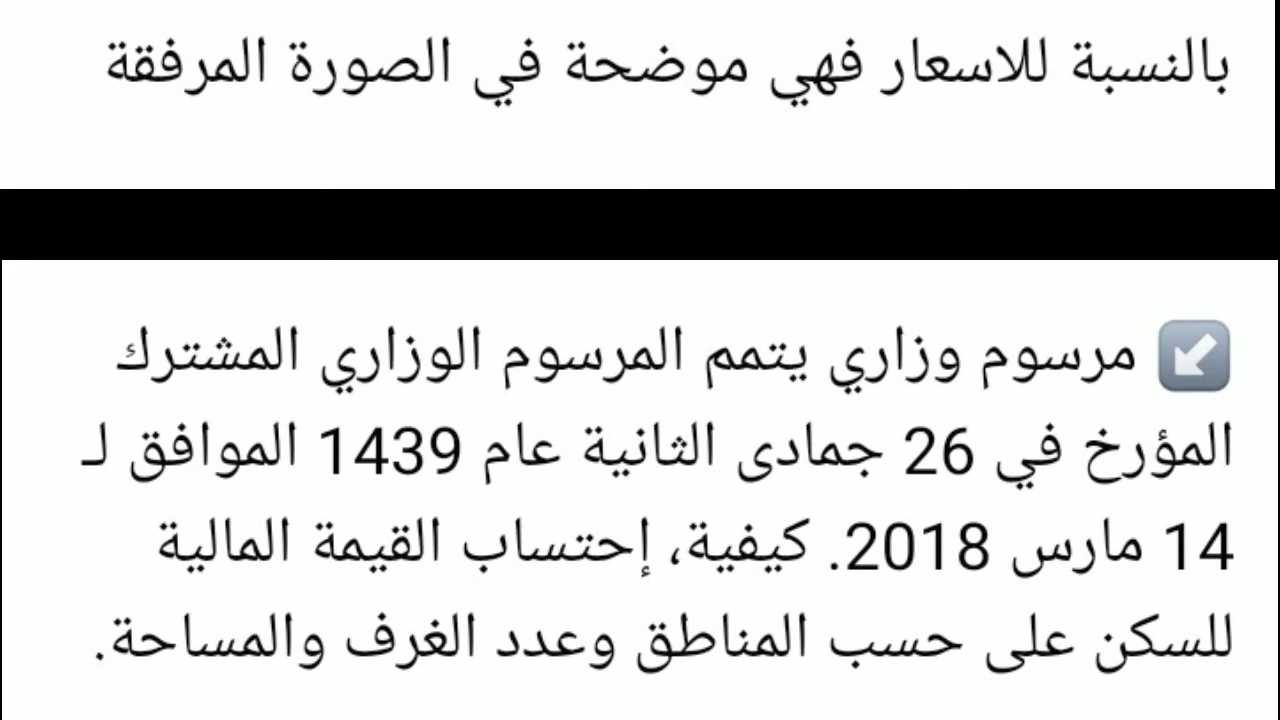 بالنسبة للاسعار فهي موضحة في الصورة المرفقة
↙️ مرسوم وزاري يتمم المرسوم الوزاري المشترك
المؤرخ في 26 جمادى الثانية عام 1439 الموافق لـ
14 مارس 2018. كيفية، إحتساب القيمة المالية
للسكن على حسب المناطق وعدد الغرف والمساحة.